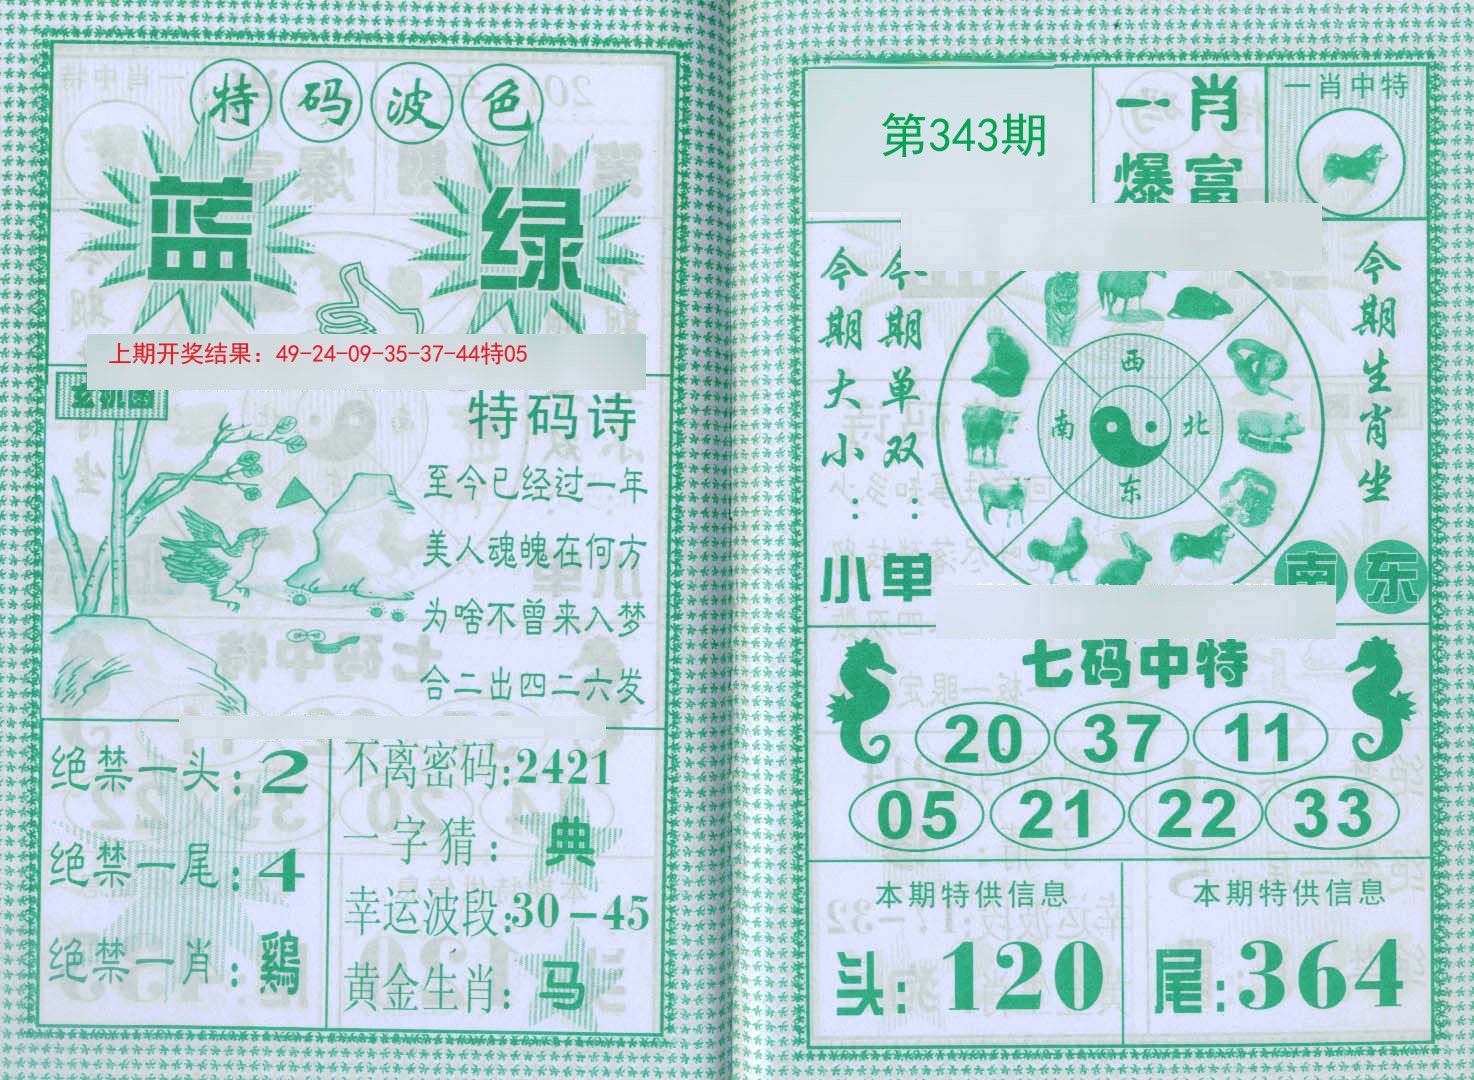 特码波色
蓝 绿
上期开奖结果：49-24-09-35-37-44特05
特码诗
至今已经过一年
美人魂魄在何方
为啥不曾来入梦
合二出四二六发
绝禁一头：2
绝禁一尾：4
绝禁一肖：鷄
不离密码：2421
一字猜：典
幸运波段：30-45
黄金生肖：马
第343期
一肖
爆富
一肖中特
今期大小：小
今期单双：单
西
南 北
东
今期生肖坐
南 东
七码中特
20 37 11
05 21 22 33
本期特供信息
头：120
本期特供信息
尾：364